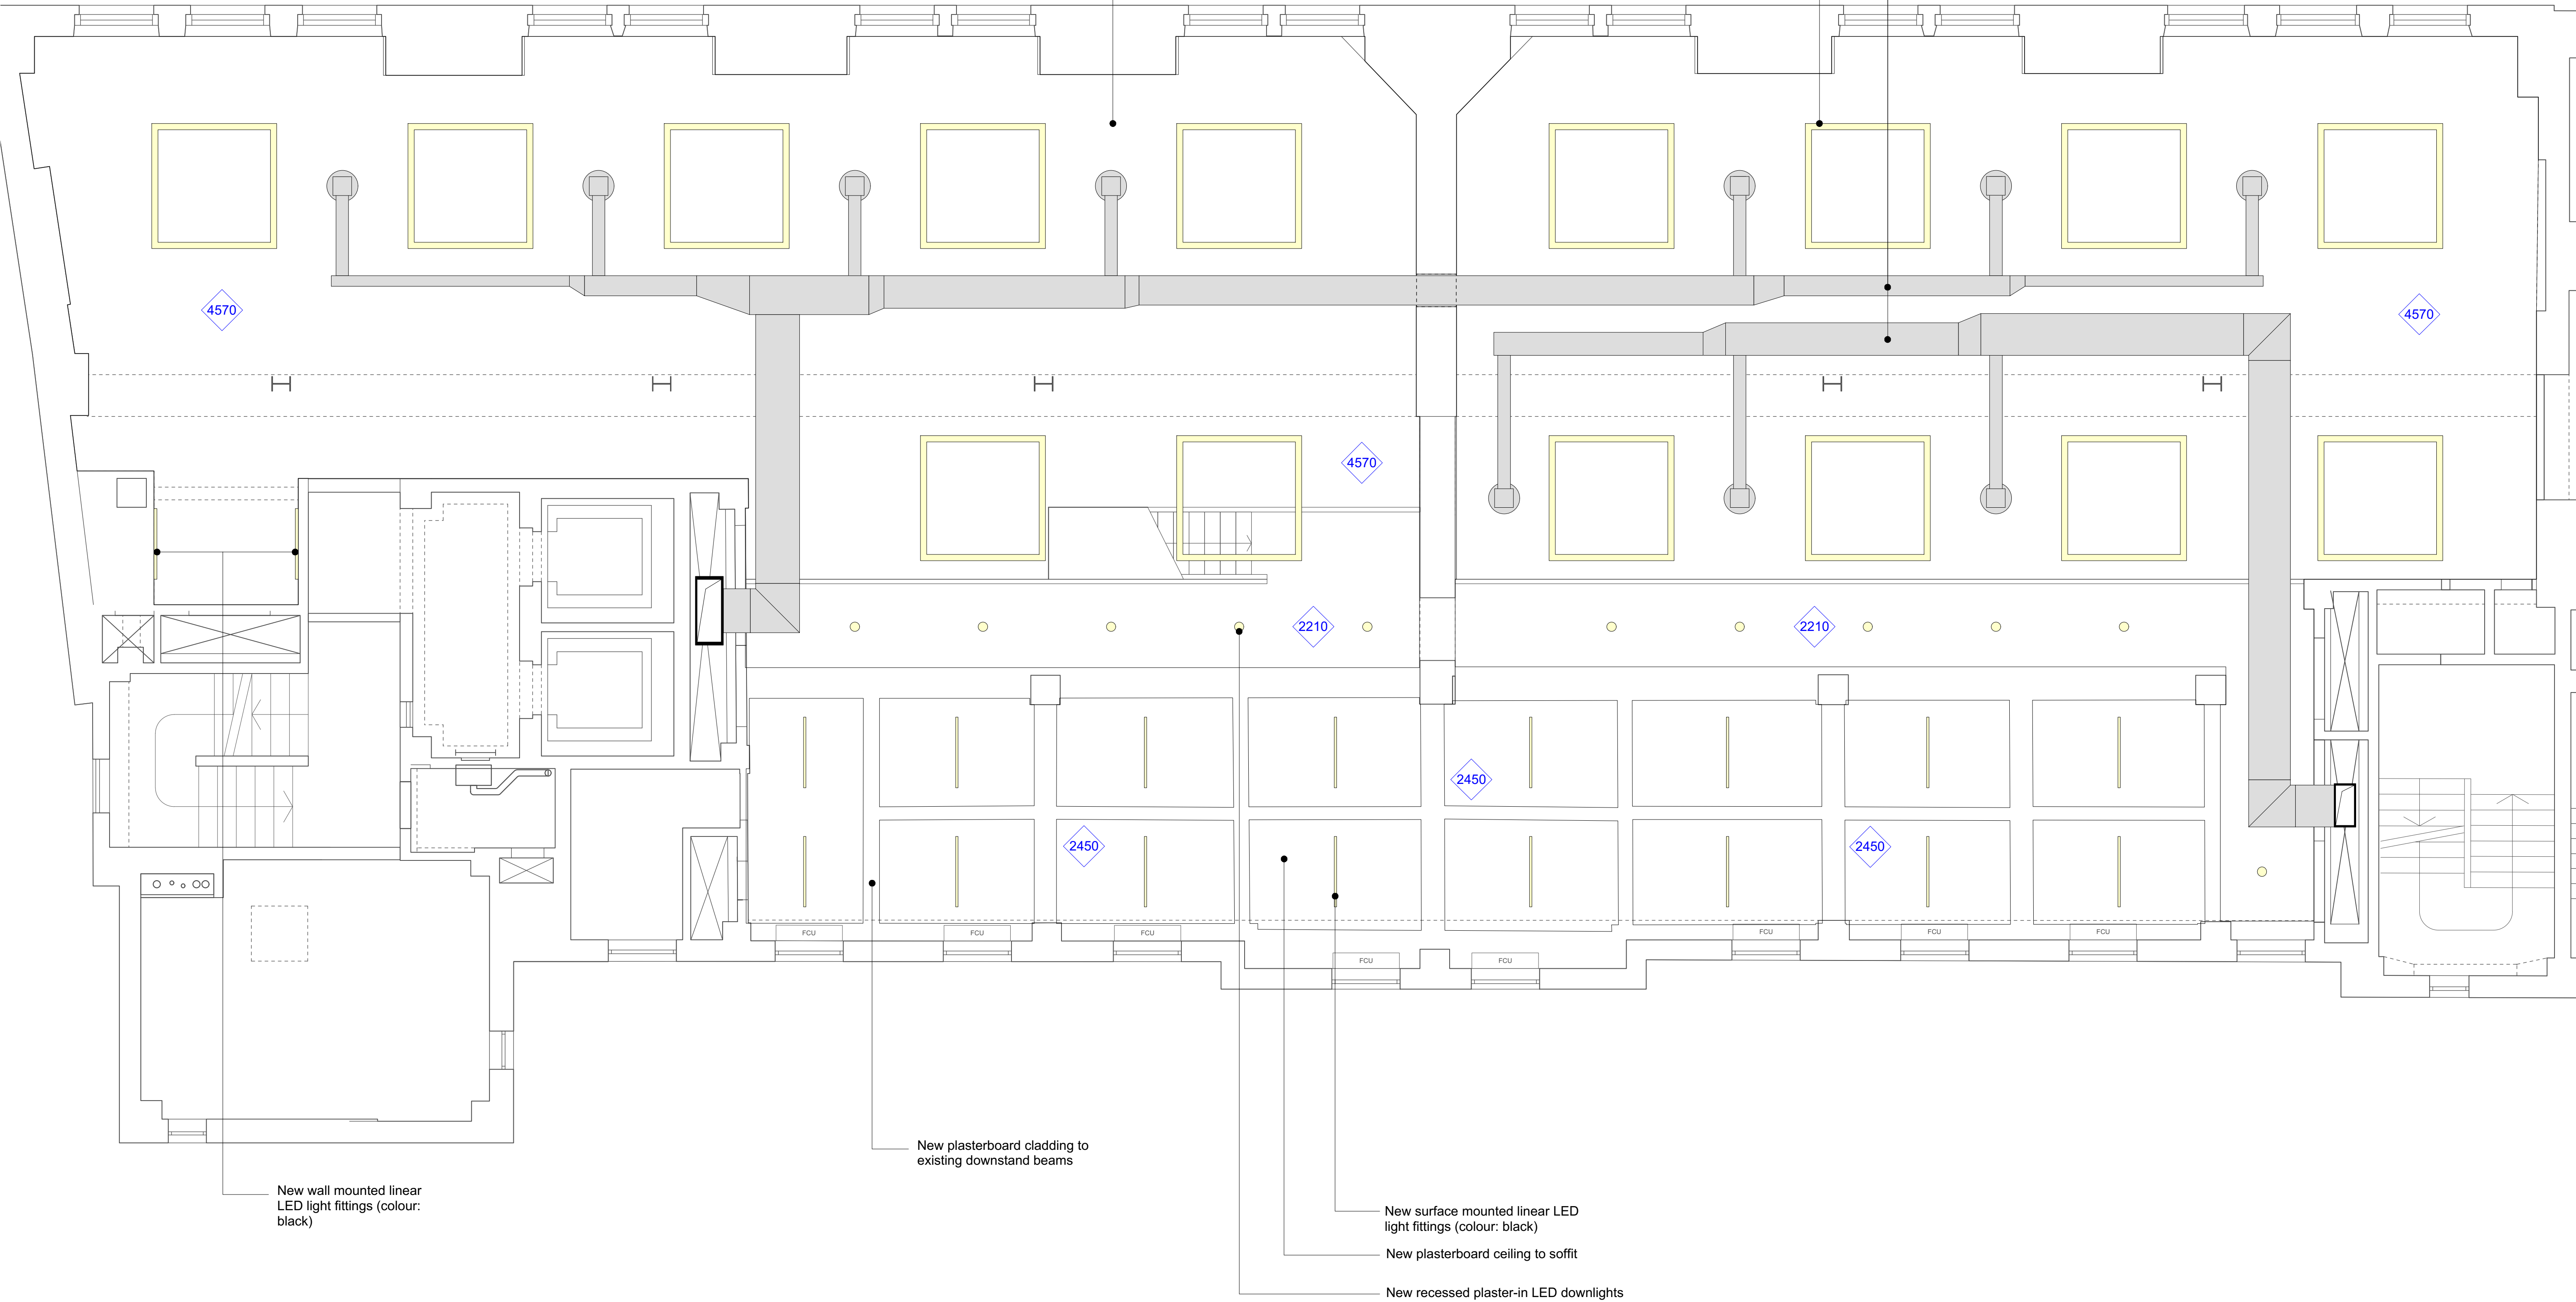 4570
4570
4570
2210
2210
2450
2450
2450
FCU
FCU
FCU
FCU
FCU
FCU
FCU
FCU
New plasterboard cladding to
existing downstand beams
New wall mounted linear
LED light fittings (colour:
black)
New surface mounted linear LED
light fittings (colour: black)
New plasterboard ceiling to soffit
New recessed plaster-in LED downlights